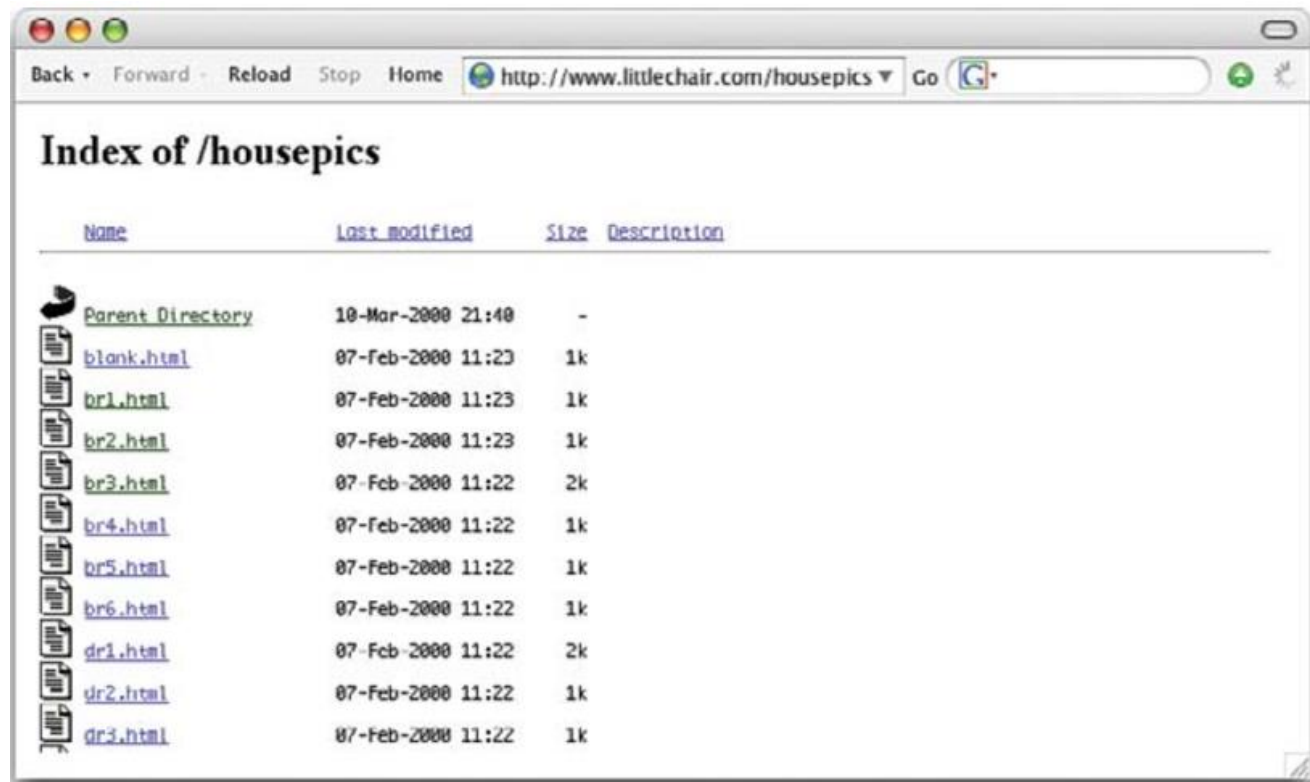 Back Forward Reload Stop Home http://www.littlechair.com/housepics Go G
Index of /housepics
Name Last modified Size Description
Parent Directory 10-Mar-2000 21:40 -
blank.html 07-Feb-2000 11:23 1k
br1.html 07-Feb-2000 11:23 1k
br2.html 07-Feb-2000 11:23 1k
br3.html 07-Feb-2000 11:22 2k
br4.html 07-Feb-2000 11:22 1k
br5.html 07-Feb-2000 11:22 1k
br6.html 07-Feb-2000 11:22 1k
dr1.html 07-Feb-2000 11:22 2k
dr2.html 07-Feb-2000 11:22 1k
dr3.html 07-Feb-2000 11:22 1k